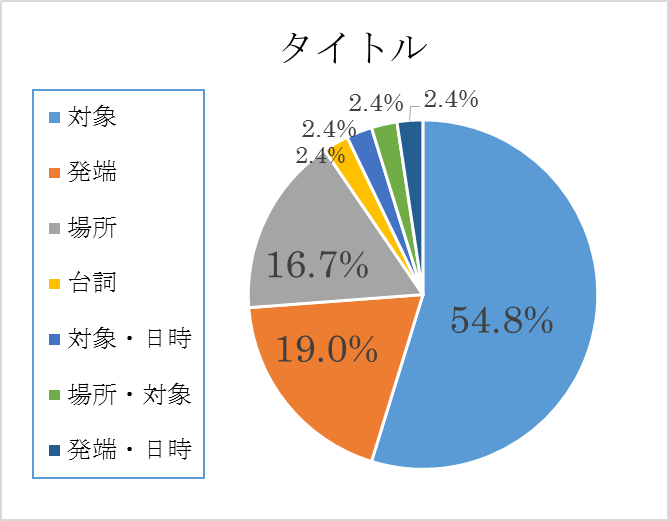 タイトル
対象
発端
場所
台詞
対象・日時
場所・対象
発端・日時
54.8%
19.0%
16.7%
2.4%
2.4%
2.4%
2.4%